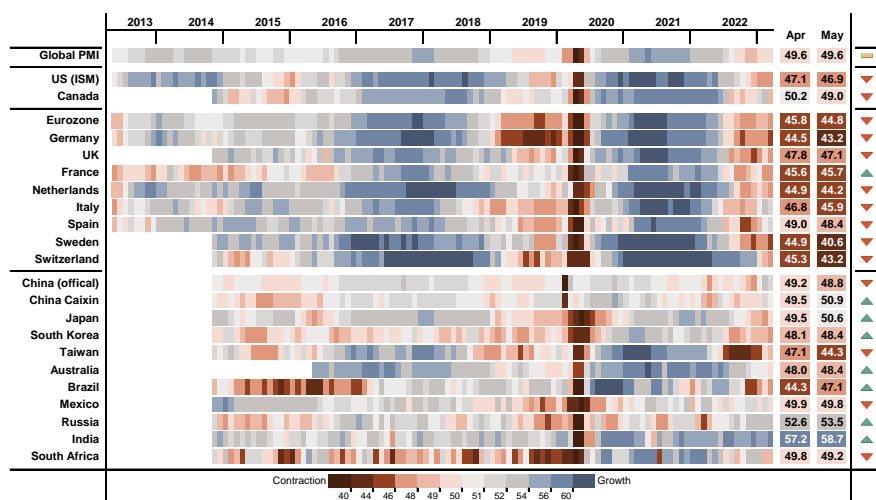 2013 2014 2015 2016 2017 2018 2019 2020 2021 2022
Apr May
Global PMI 49.6 49.6
US (ISM) 47.1 46.9
Canada 50.2 49.0
Eurozone 45.8 44.8
Germany 44.5 43.2
UK 47.8 47.1
France 45.6 45.7
Netherlands 44.9 44.2
Italy 46.8 45.9
Spain 49.0 48.4
Sweden 44.9 40.6
Switzerland 45.3 43.2
China (offical) 49.2 48.8
China Caixin 49.5 50.9
Japan 49.5 50.6
South Korea 48.1 48.4
Taiwan 47.1 44.3
Australia 48.0 48.4
Brazil 44.3 47.1
Mexico 49.9 49.8
Russia 52.6 53.5
India 57.2 58.7
South Africa 49.8 49.2
Contraction Growth
40 44 46 48 49 50 51 52 54 56 60